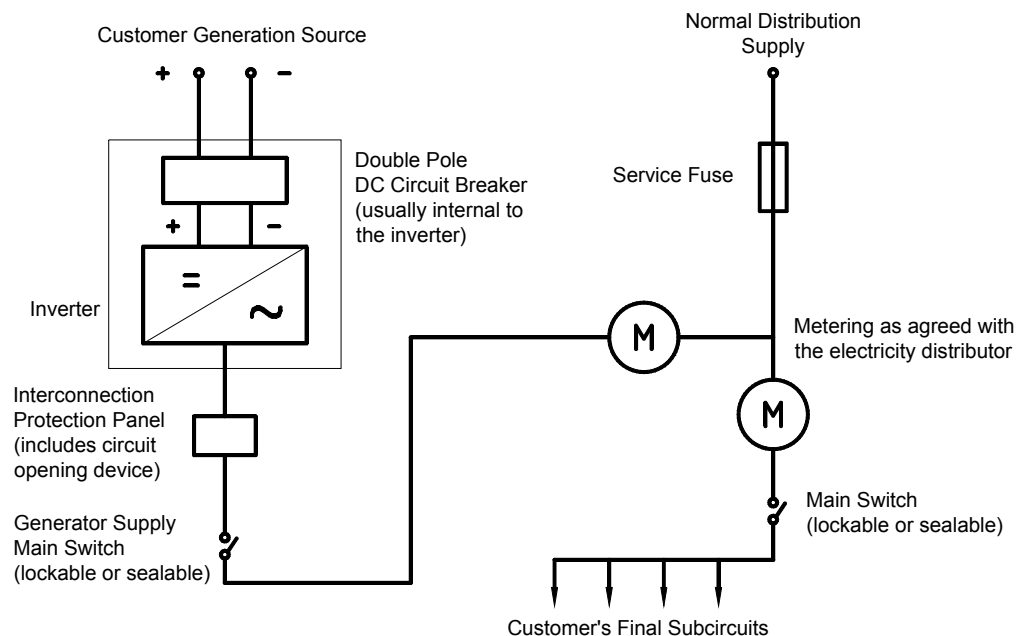 Customer Generation Source
+ −
Double Pole
DC Circuit Breaker
(usually internal to
the inverter)
+ −
=
~
Inverter
Interconnection
Protection Panel
(includes circuit
opening device)
Generator Supply
Main Switch
(lockable or sealable)
Normal Distribution
Supply
Service Fuse
M
Metering as agreed with
the electricity distributor
M
Main Switch
(lockable or sealable)
Customer's Final Subcircuits